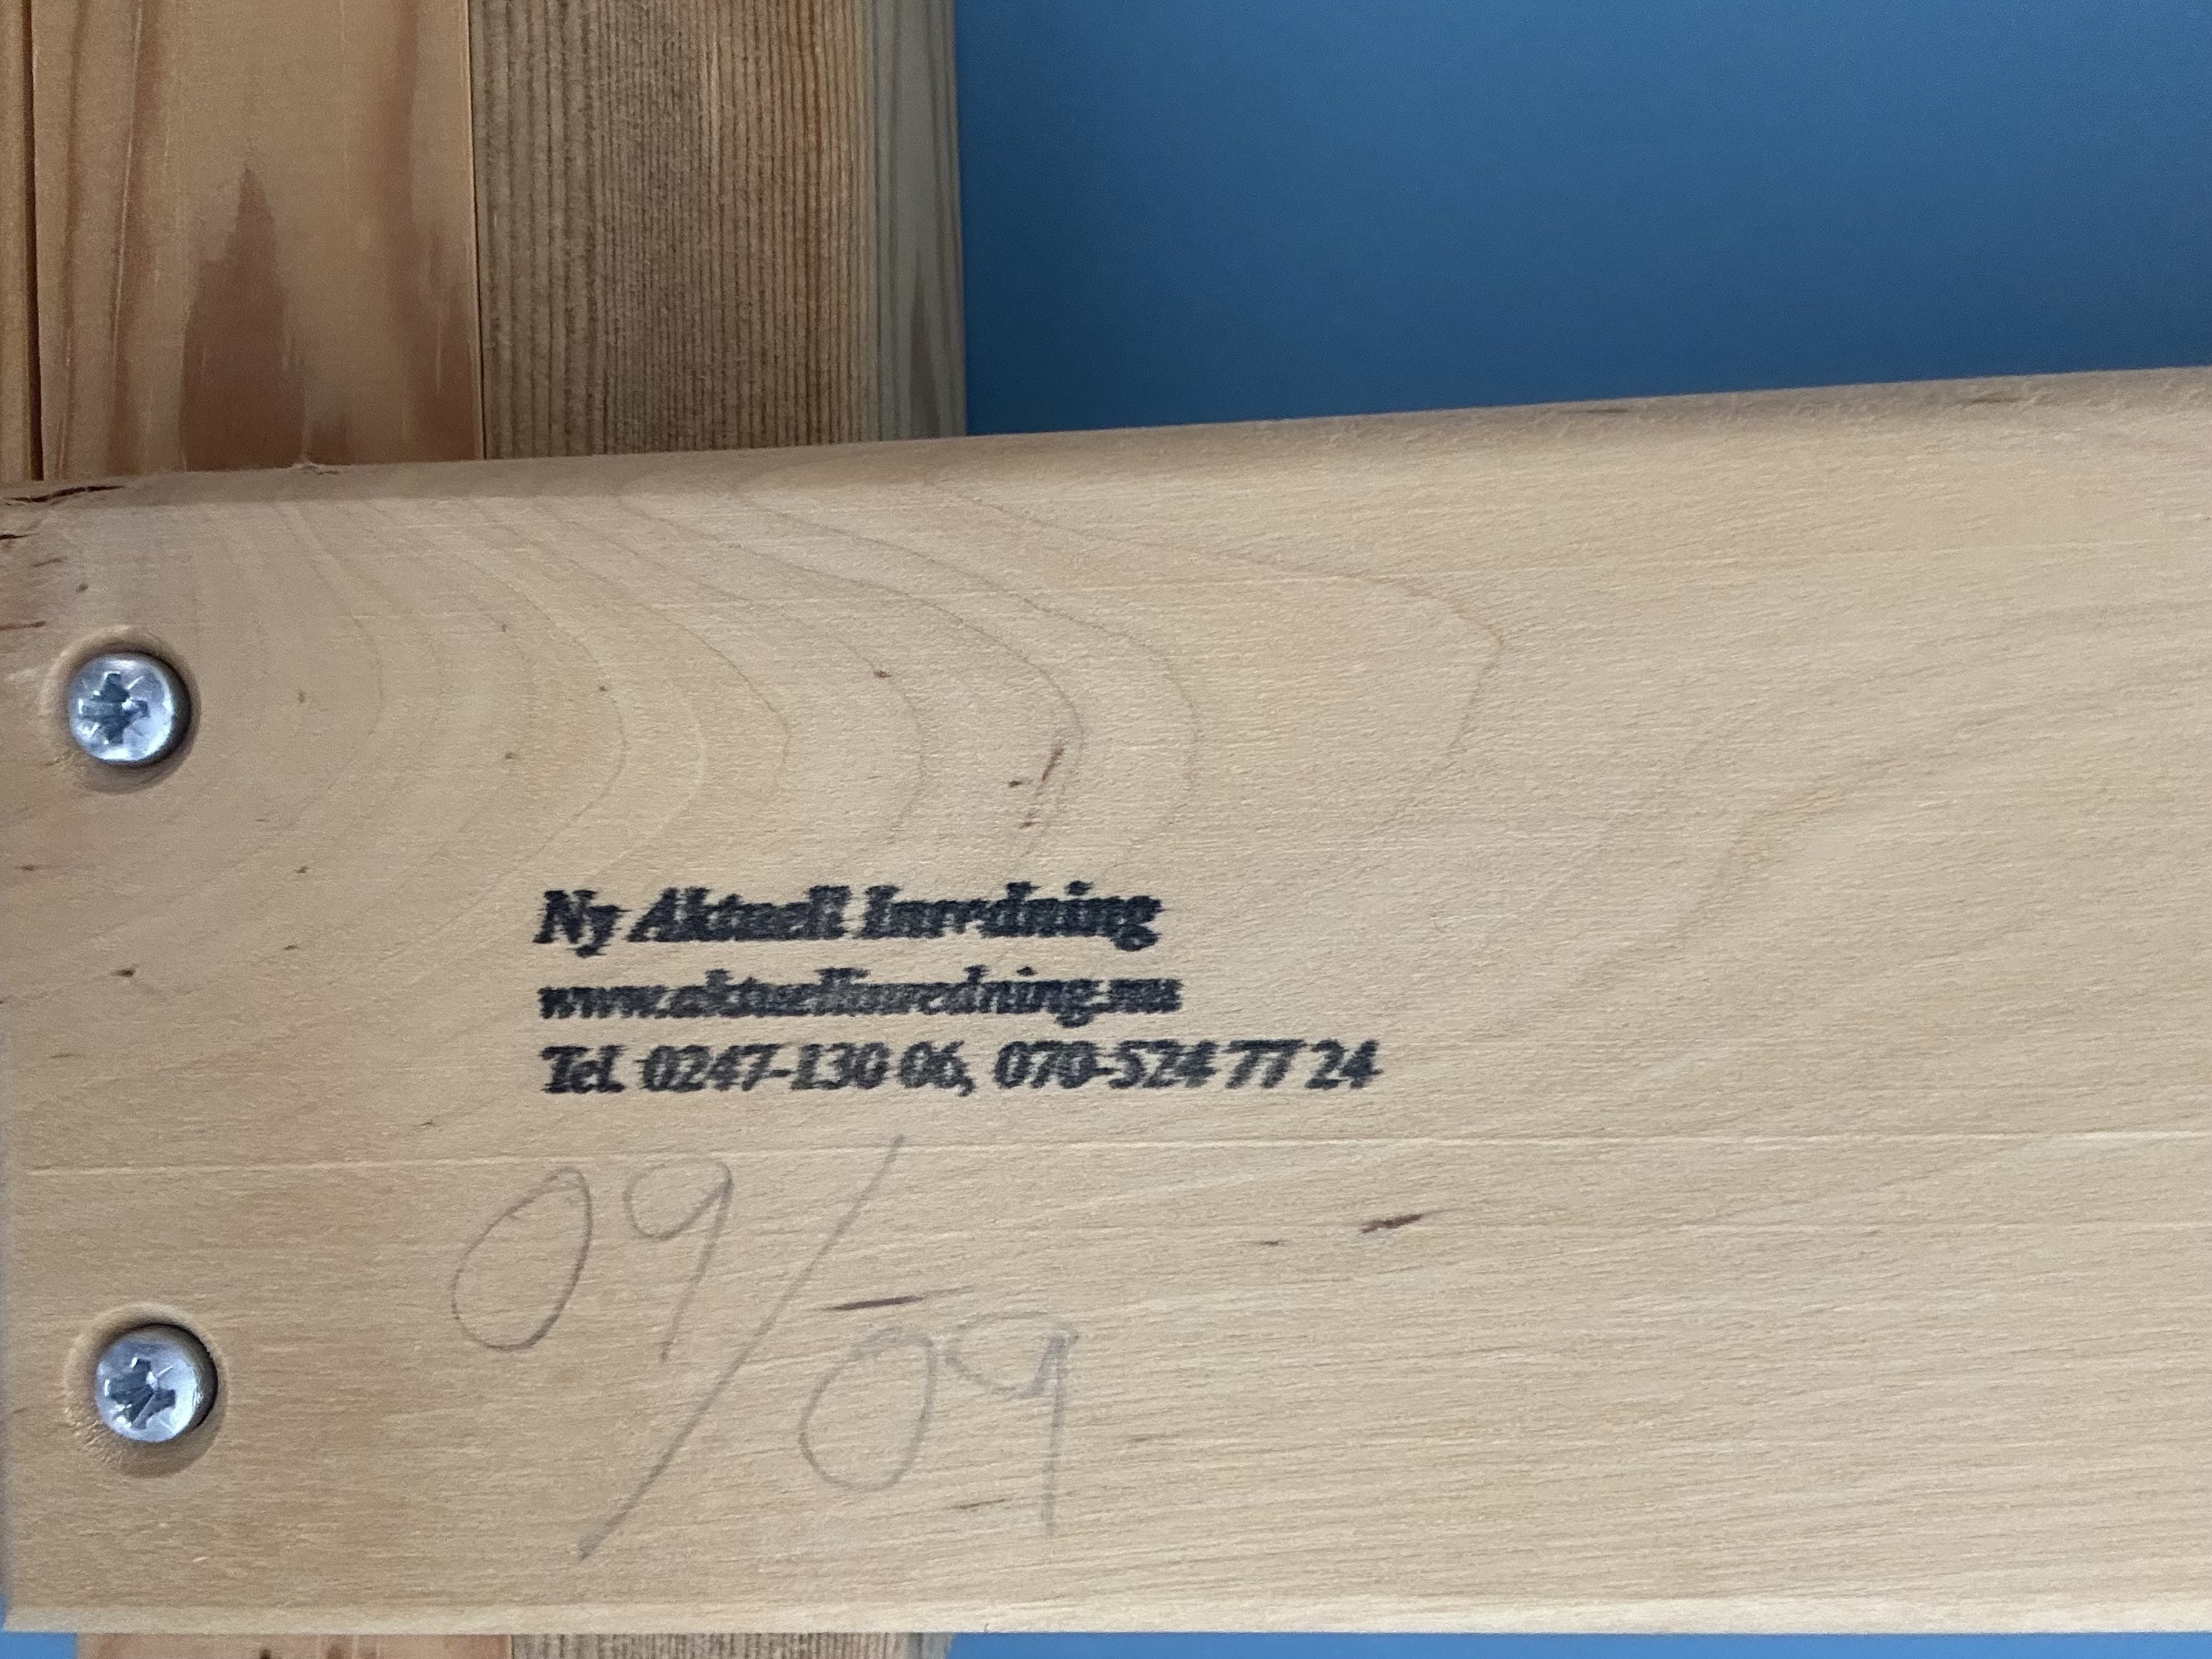 Ny Aktuell Inredning
www.aktuellinredning.nu
Tel. 0247-130 06, 070-524 77 24
09/09